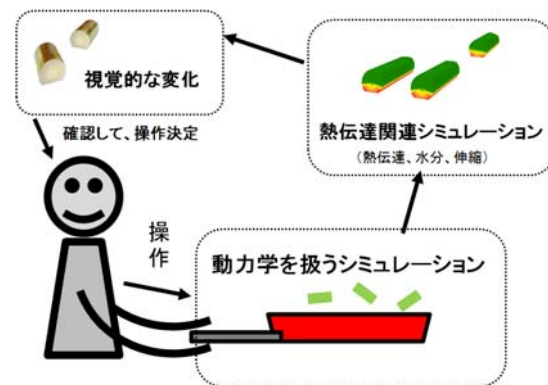 視覚的な変化
確認して、操作決定
熱伝達関連シミュレーション
（熱伝達、水分、伸縮）
操作
動力学を扱うシミュレーション